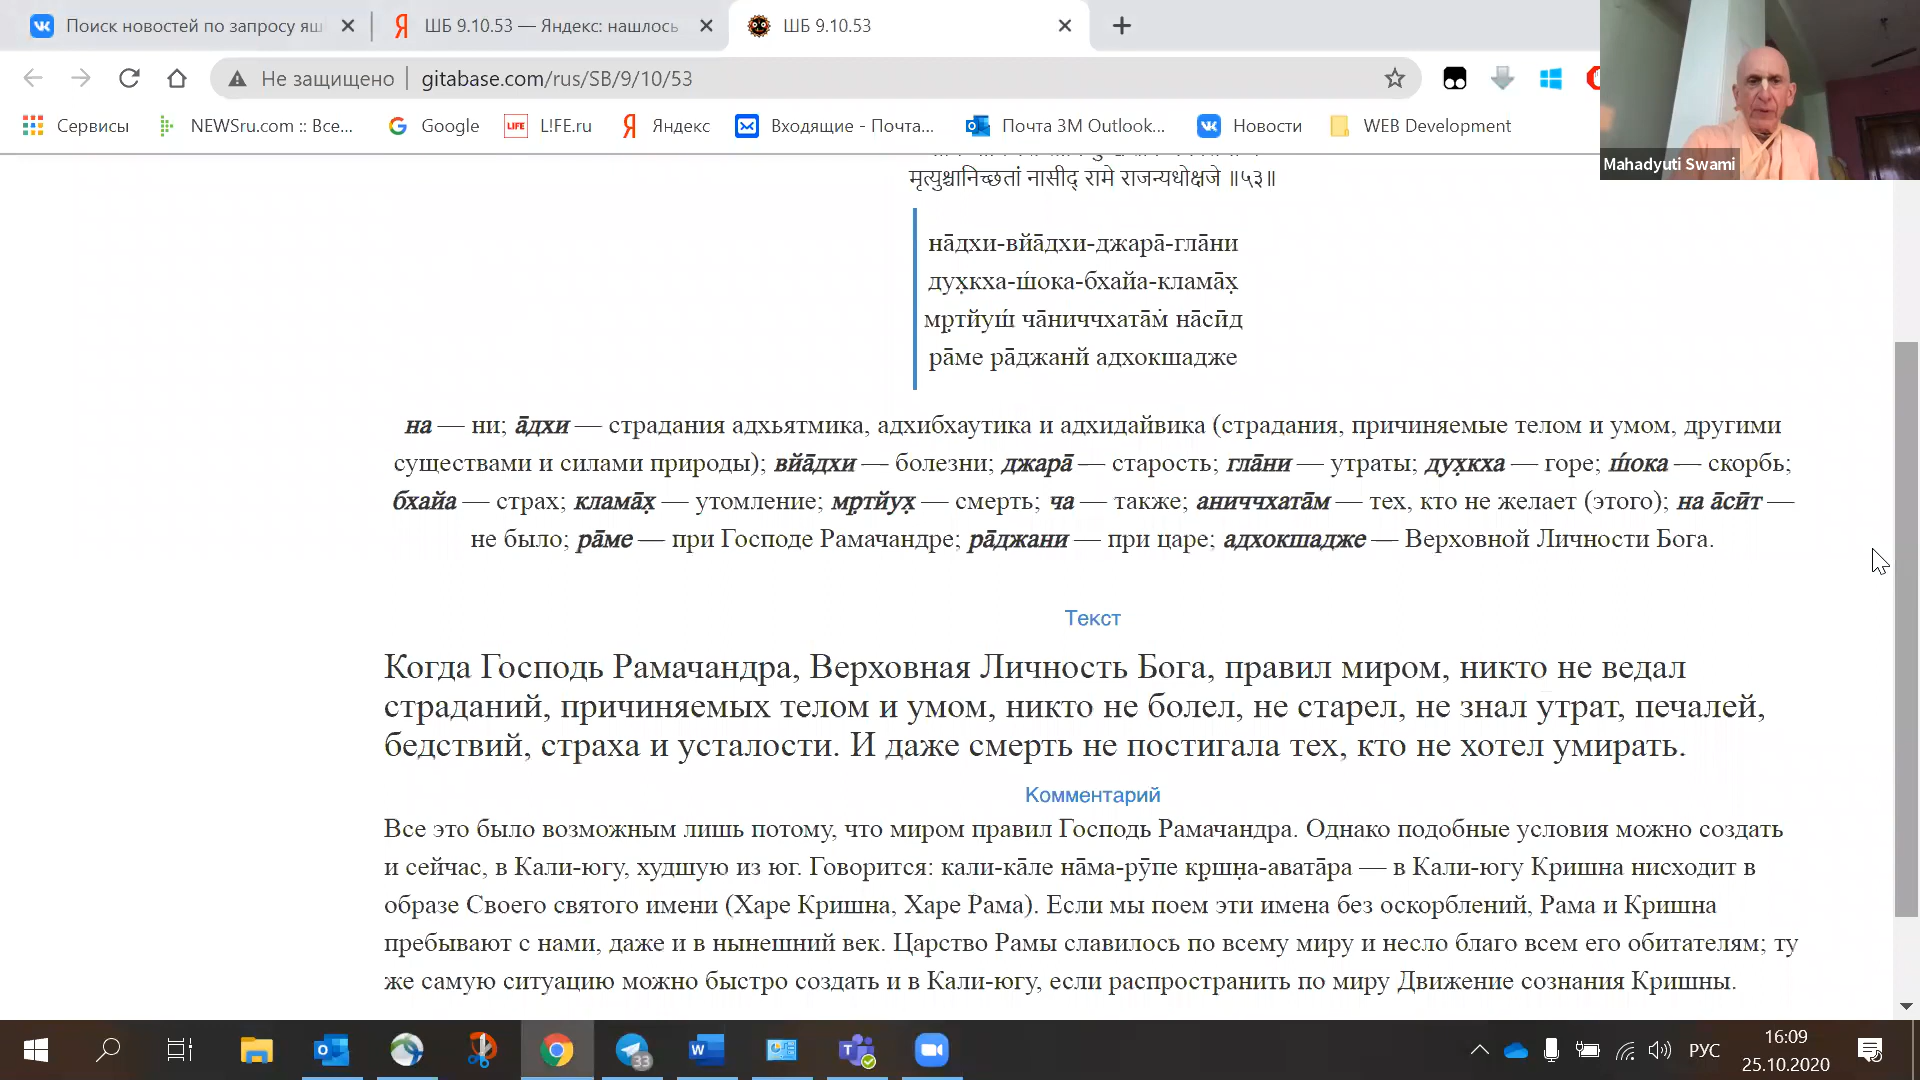 Поиск новостей по запросу ящ
ШБ 9.10.53 — Яндекс: нашлось
ШБ 9.10.53
Не защищено
gitabase.com/rus/SB/9/10/53
Сервисы
NEWSru.com :: Все...
Google
LIFE
L!FE.ru
Яндекс
Входящие - Почта...
Почта 3М Outlook...
Новости
WEB Development
Mahadyuti Swami
मृत्युश्चानिच्छतां नासीद् रामे राजन्यधोक्षजे ॥५३॥
на̄дхи-вйа̄дхи-джара̄-гла̄ни
дух̣кха-ш́ока-бхайа-клама̄х̣
мр̣тйуш́ ча̄ниччхата̄м̇ на̄сӣд
ра̄ме ра̄джанй адхокшадже
на — ни; а̄дхи — страдания адхьятмика, адхибхаутика и адхидайвика (страдания, причиняемые телом и умом, другими
существами и силами природы); вйа̄дхи — болезни; джара̄ — старость; гла̄ни — утраты; дух̣кха — горе; ш́ока — скорбь;
бхайа — страх; клама̄х̣ — утомление; мр̣тйух̣ — смерть; ча — также; аниччхата̄м — тех, кто не желает (этого); на а̄сӣт —
не было; ра̄ме — при Господе Рамачандре; ра̄джани — при царе; адхокшадже — Верховной Личности Бога.
Текст
Когда Господь Рамачандра, Верховная Личность Бога, правил миром, никто не ведал
страданий, причиняемых телом и умом, никто не болел, не старел, не знал утрат, печалей,
бедствий, страха и усталости. И даже смерть не постигала тех, кто не хотел умирать.
Комментарий
Все это было возможным лишь потому, что миром правил Господь Рамачандра. Однако подобные условия можно создать
и сейчас, в Кали-югу, худшую из юг. Говорится: кали-ка̄ле на̄ма-рӯпе кр̣шн̣а-авата̄ра — в Кали-югу Кришна нисходит в
образе Своего святого имени (Харе Кришна, Харе Рама). Если мы поем эти имена без оскорблений, Рама и Кришна
пребывают с нами, даже и в нынешний век. Царство Рамы славилось по всему миру и несло благо всем его обитателям; ту
же самую ситуацию можно быстро создать и в Кали-югу, если распространить по миру Движение сознания Кришны.
33
РУС
16:09
25.10.2020